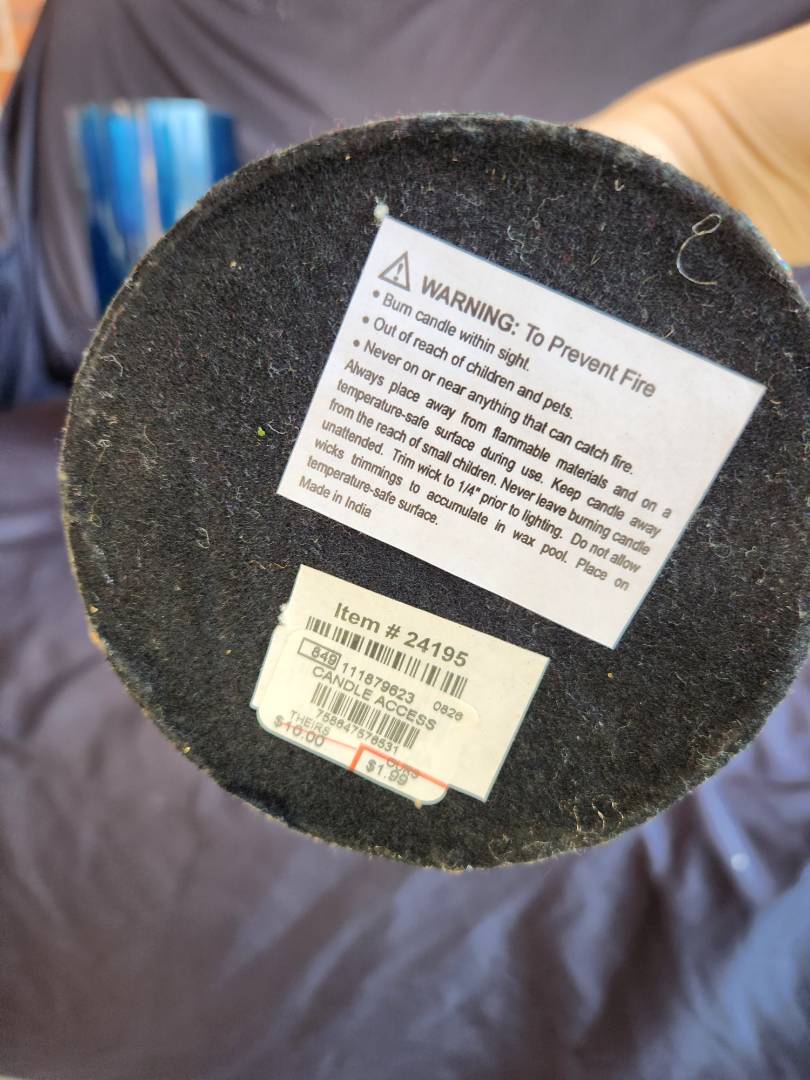 WARNING: To Prevent Fire
• Burn candle within sight.
• Out of reach of children and pets.
• Never on or near anything that can catch fire.
Always place away from flammable materials and on a
temperature-safe surface during use. Keep candle away
from the reach of small children. Never leave burning candle
unattended. Trim wick to 1/4" prior to lighting. Do not allow
wicks trimmings to accumulate in wax pool. Place on
temperature-safe surface.
Made in India
Item # 24195
849 111879623 0826
CANDLE ACCESS
758647576531
THEIRS OURS
$10.00 $1.99